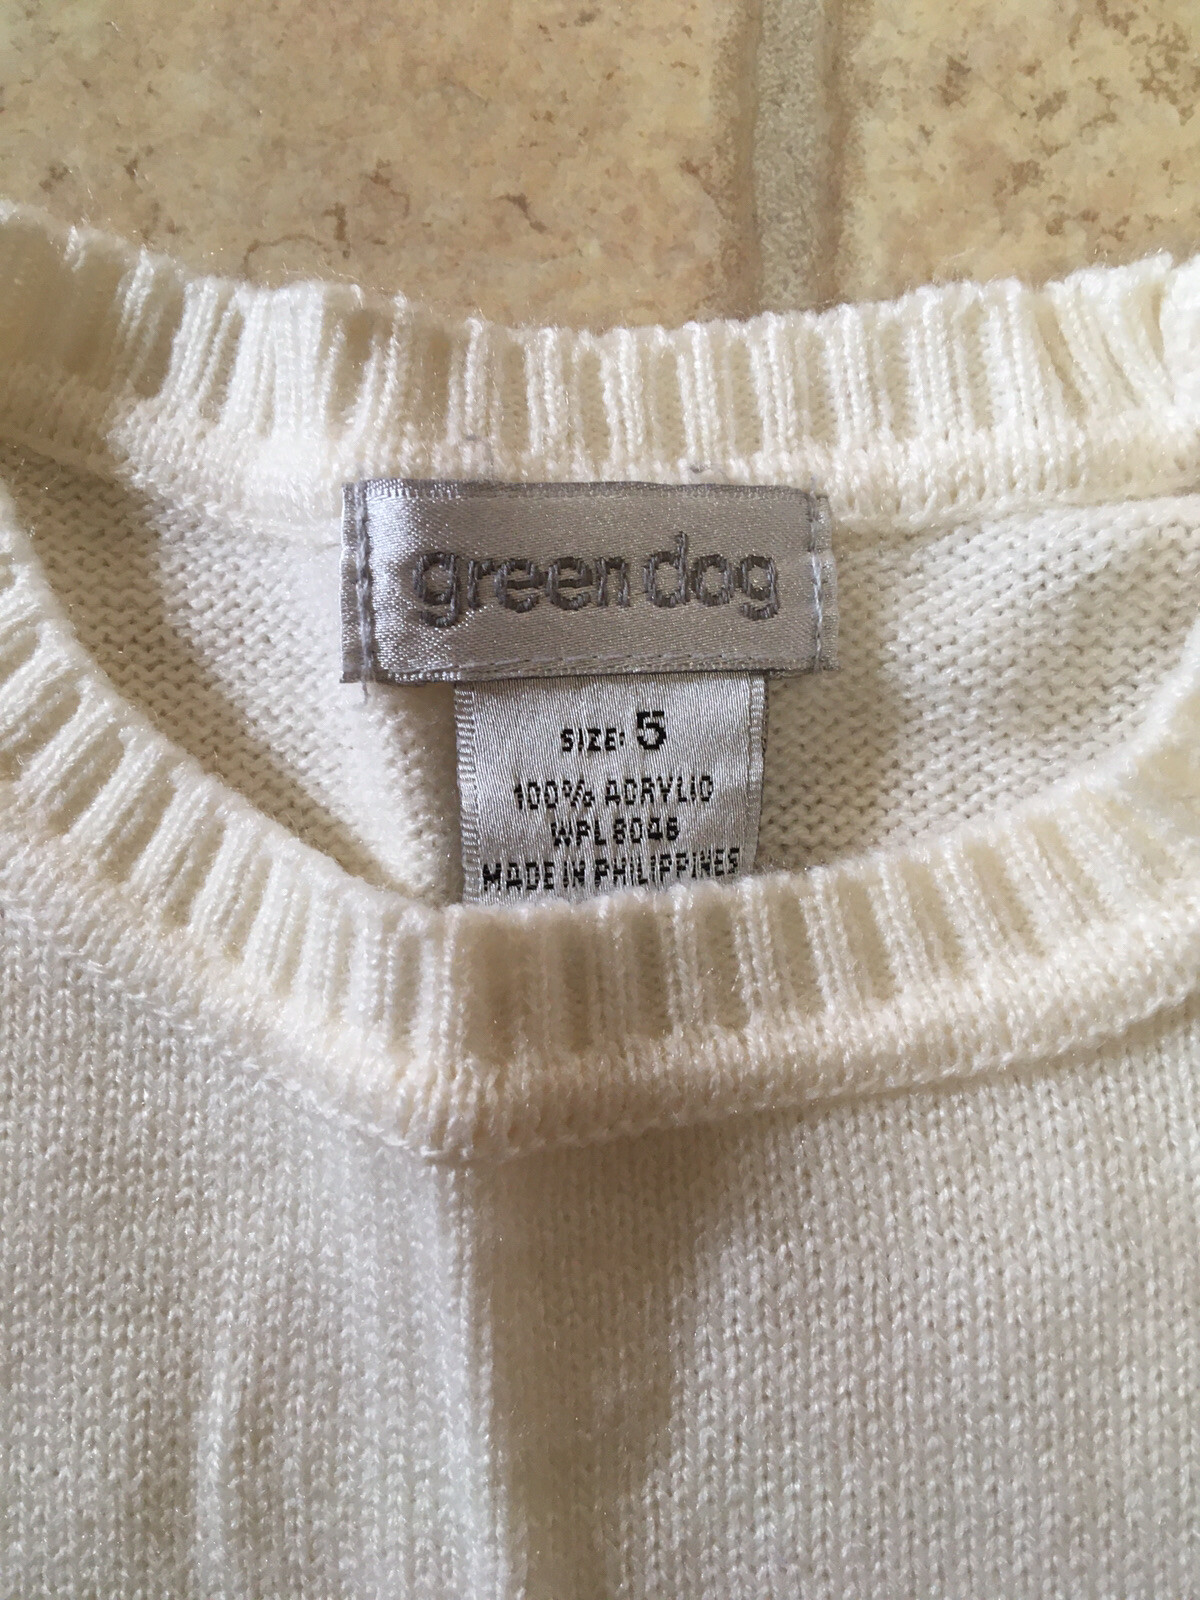 green dog
SIZE: 5
100% ACRYLIC
WPL 8046
MADE IN PHILIPPINES